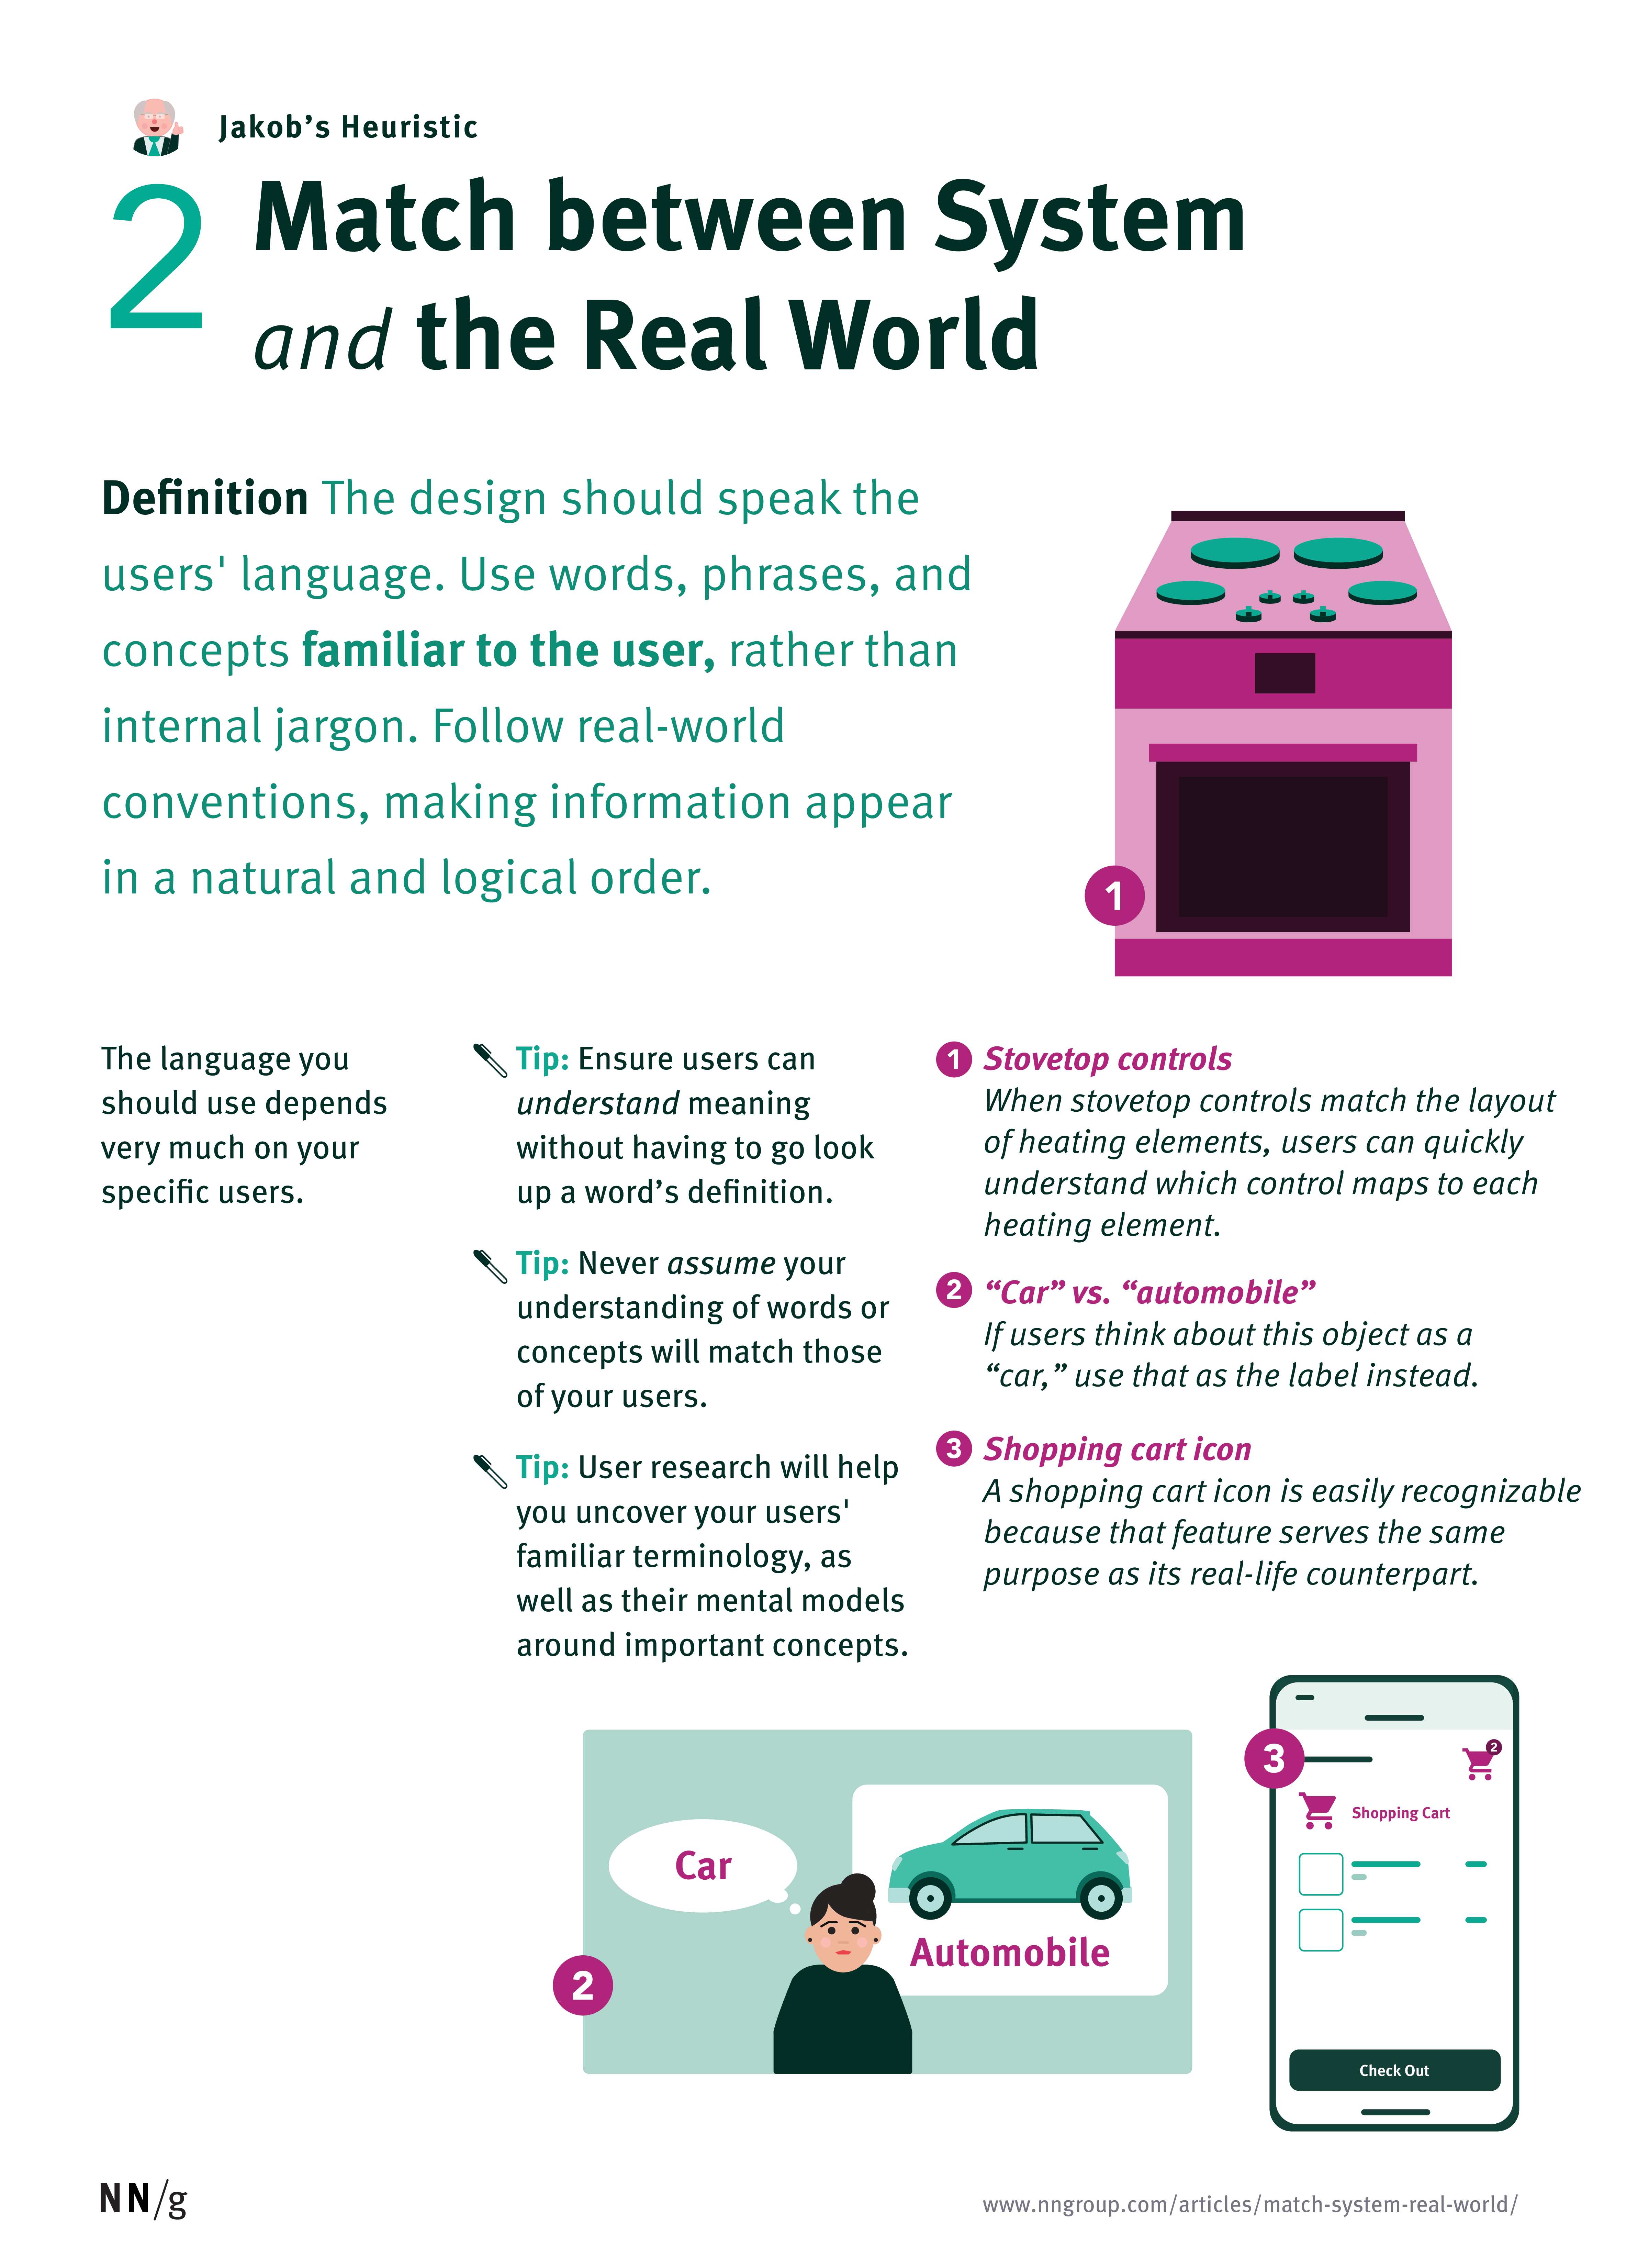 Jakob’s Heuristic
2
Match between System
and the Real World
Definition The design should speak the
users' language. Use words, phrases, and
concepts familiar to the user, rather than
internal jargon. Follow real-world
conventions, making information appear
in a natural and logical order.
1
The language you
should use depends
very much on your
specific users.
Tip: Ensure users can
understand meaning
without having to go look
up a word’s definition.
Tip: Never assume your
understanding of words or
concepts will match those
of your users.
Tip: User research will help
you uncover your users'
familiar terminology, as
well as their mental models
around important concepts.
1 Stovetop controls
When stovetop controls match the layout
of heating elements, users can quickly
understand which control maps to each
heating element.
2 “Car” vs. “automobile”
If users think about this object as a
“car,” use that as the label instead.
3 Shopping cart icon
A shopping cart icon is easily recognizable
because that feature serves the same
purpose as its real-life counterpart.
Car
Automobile
2
3
2
Shopping Cart
Check Out
NN/g
www.nngroup.com/articles/match-system-real-world/